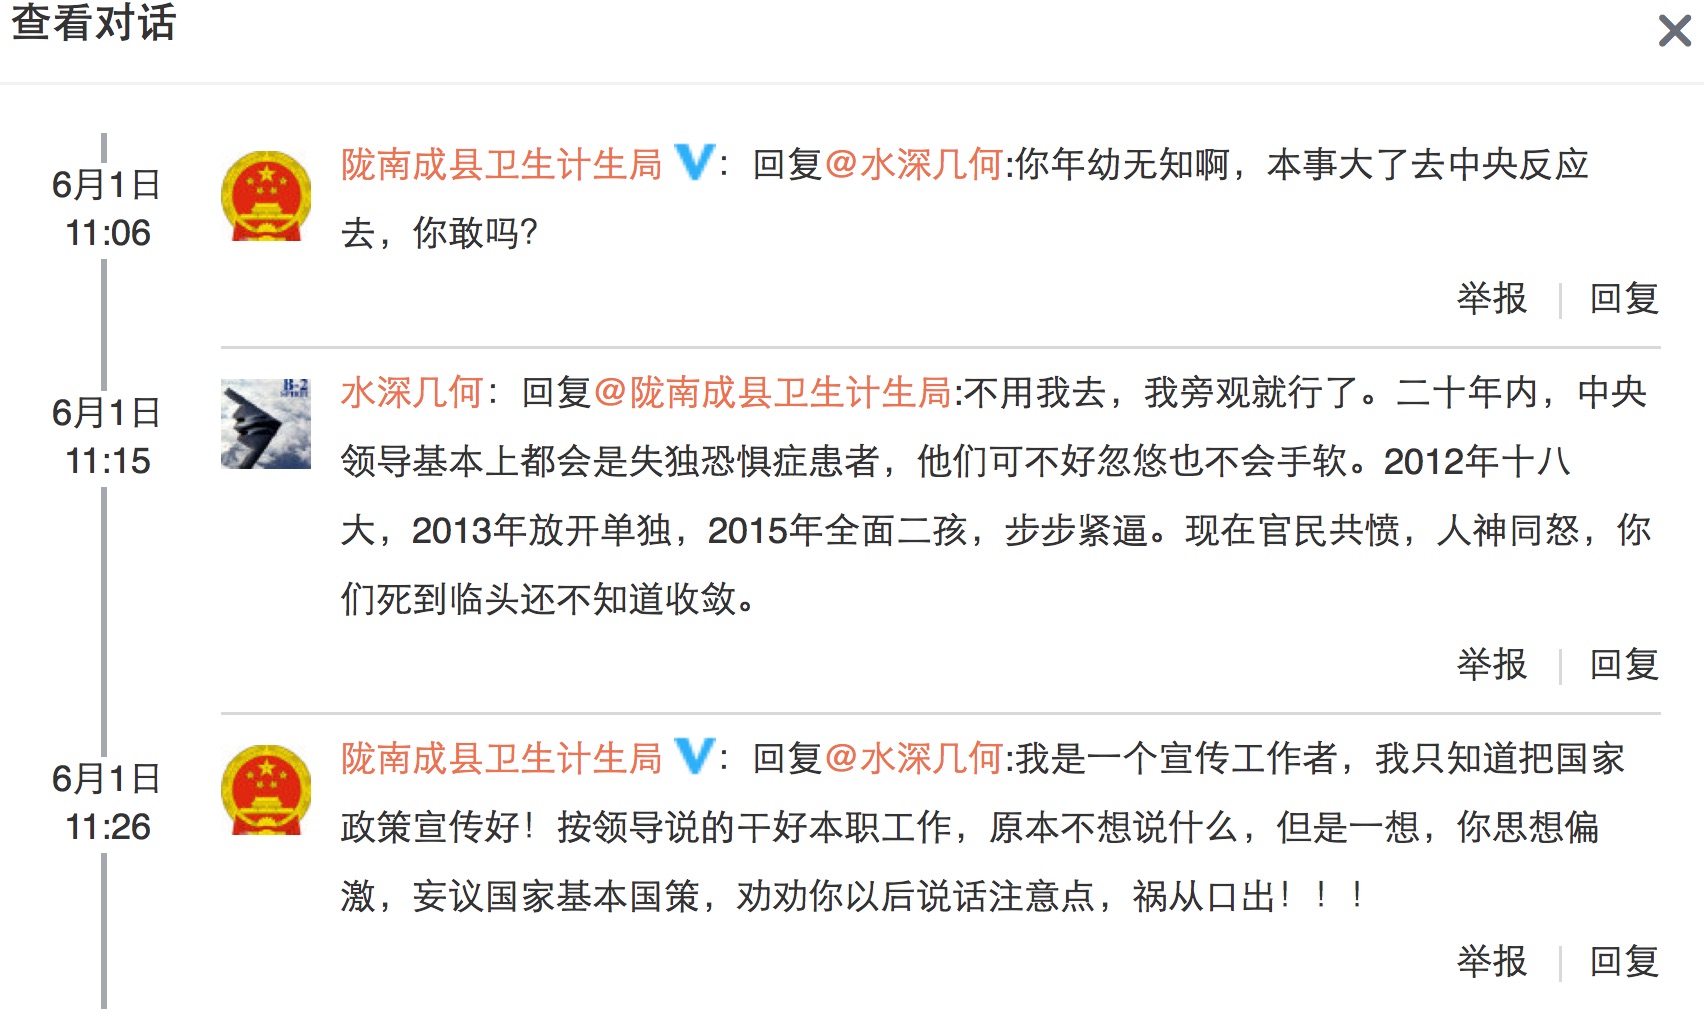 查看对话
6月1日
11:06
陇南成县卫生计生局 V：回复@水深几何:你年幼无知啊，本事大了去中央反应
去，你敢吗？
举报 | 回复
6月1日
11:15
B-2
水深几何：回复@陇南成县卫生计生局:不用我去，我旁观就行了。二十年内，中央
领导基本上都会是失独恐惧症患者，他们可不好忽悠也不会手软。2012年十八
大，2013年放开单独，2015年全面二孩，步步紧逼。现在官民共愤，人神同怒，你
们死到临头还不知道收敛。
举报 | 回复
6月1日
11:26
陇南成县卫生计生局 V：回复@水深几何:我是一个宣传工作者，我只知道把国家
政策宣传好！按领导说的干好本职工作，原本不想说什么，但是一想，你思想偏
激，妄议国家基本国策，劝劝你以后说话注意点，祸从口出！！！
举报 | 回复